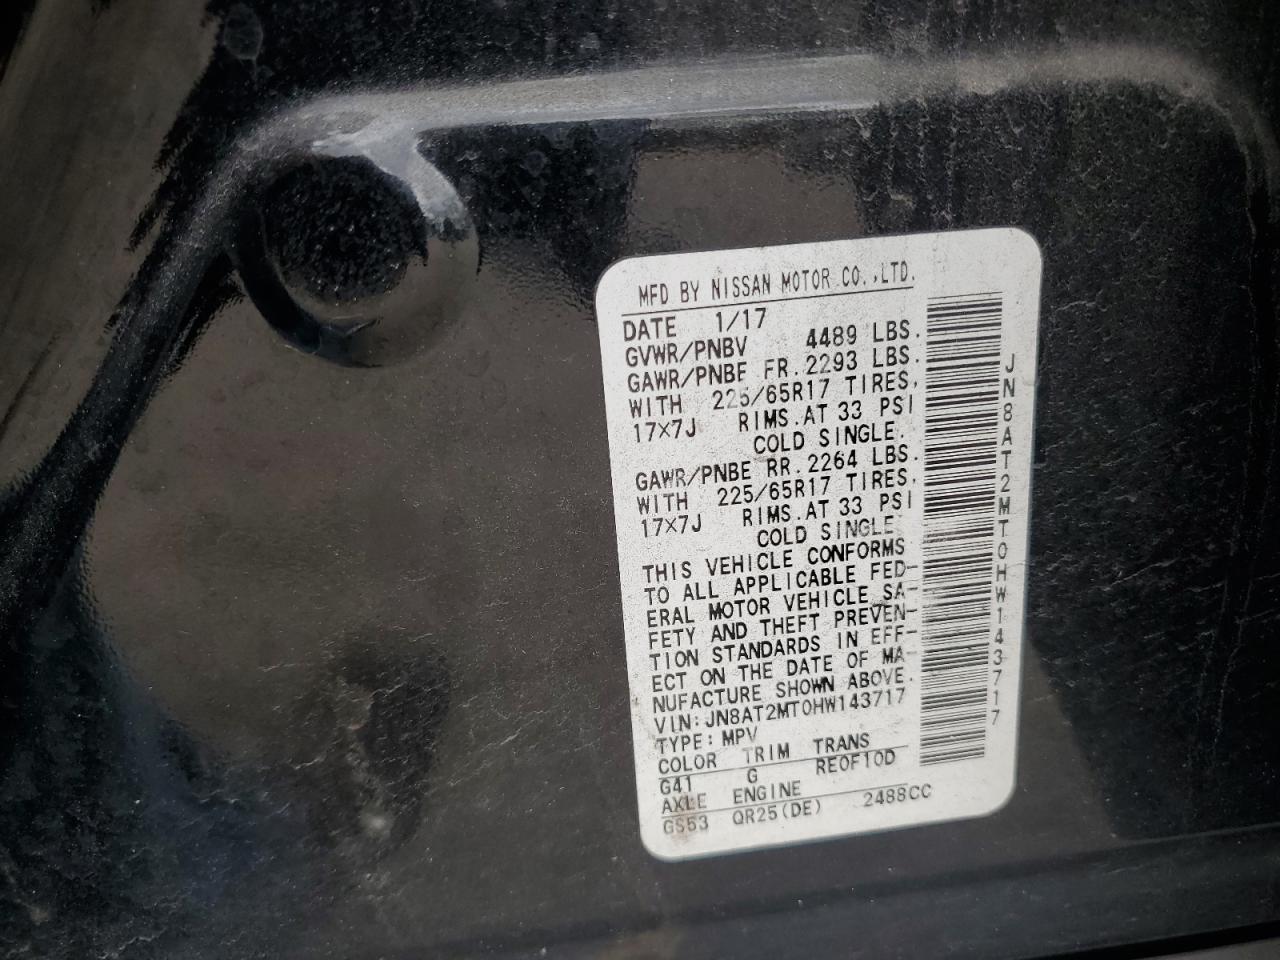 MFD BY NISSAN MOTOR CO.,LTD.
DATE 1/17
GVWR/PNBV 4489 LBS.
GAWR/PNBE FR. 2293 LBS.
WITH 225/65R17 TIRES,
17×7J RIMS.AT 33 PSI
COLD SINGLE.
GAWR/PNBE RR. 2264 LBS.
WITH 225/65R17 TIRES,
17×7J RIMS.AT 33 PSI
COLD SINGLE.
THIS VEHICLE CONFORMS
TO ALL APPLICABLE FED-
ERAL MOTOR VEHICLE SA-
FETY AND THEFT PREVEN-
TION STANDARDS IN EFF-
ECT ON THE DATE OF MA-
NUFACTURE SHOWN ABOVE.
VIN:JN8AT2MT0HW143717
TYPE:MPV
COLOR TRIM TRANS
G41 G RE0F10D
AXLE ENGINE
GS53 QR25(DE) 2488CC
JN8AT2MT0HW143717